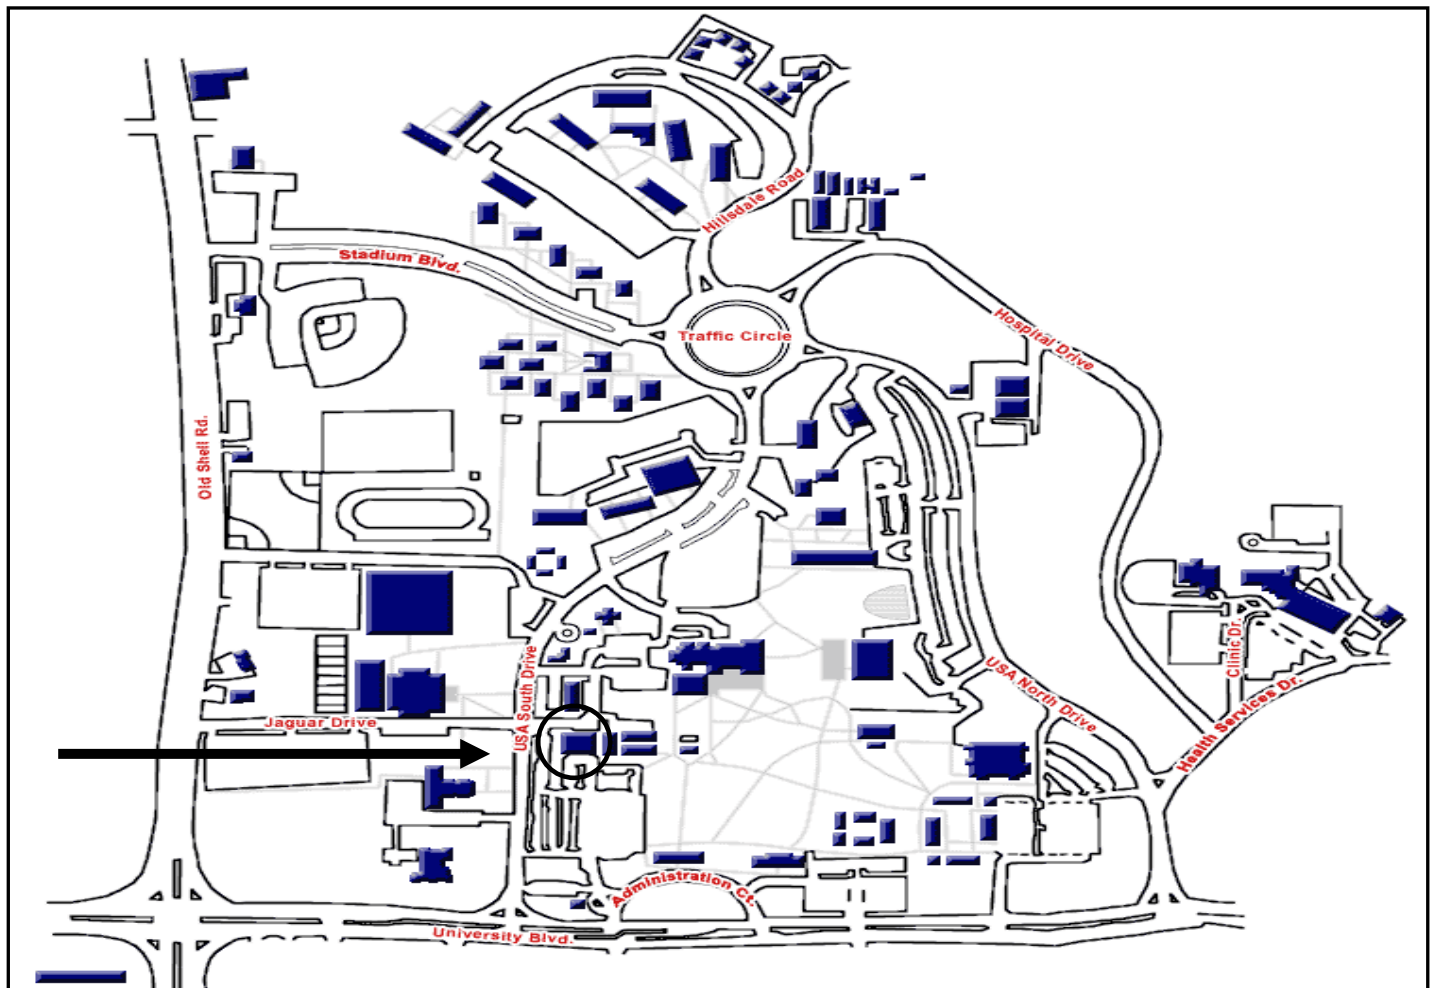 Hillsdale Road
Stadium Blvd.
Traffic Circle
Hospital Drive
Old Shell Rd.
Clinic Dr.
USA South Drive
USA North Drive
Health Services Dr.
Jaguar Drive
Administration Ct.
University Blvd.